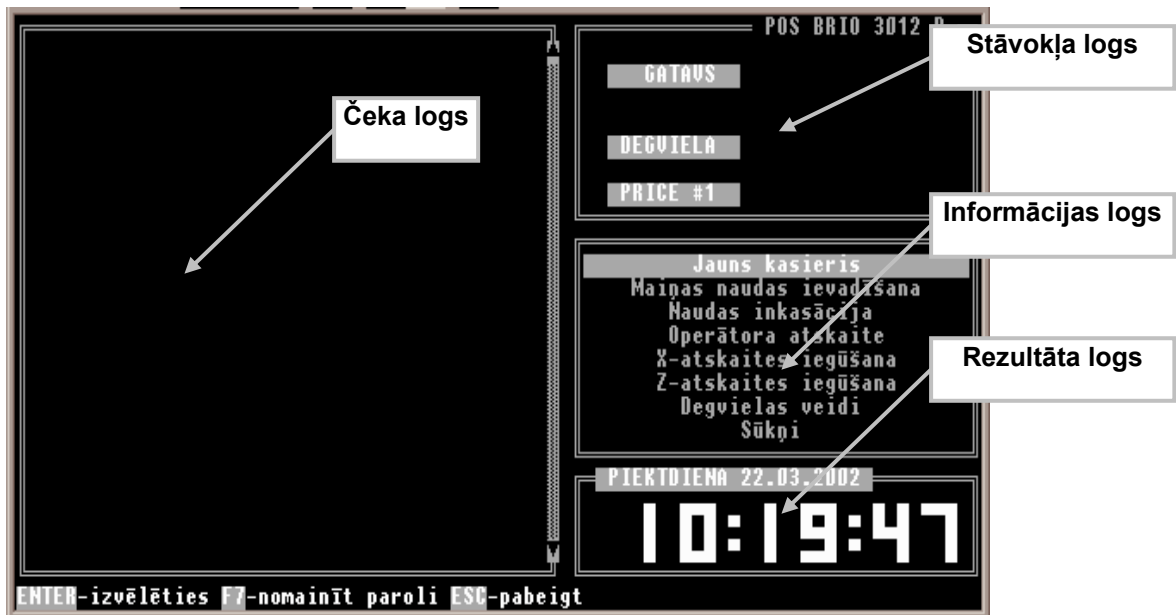 POS BRIO 3012
Stāvokļa logs
GATAVS
Čeka logs
DEGVIELA
PRICE #1
Informācijas logs
Jauns kasieris
Maiņas naudas ievadīšana
Naudas inkasācija
Operātora atskaite
X-atskaites iegūšana
Rezultāta logs
Z-atskaites iegūšana
Degvielas veidi
Sūkņi
PIEKTDIENA 22.03.2002
10:19:47
ENTER-izvēlēties F7-nomainīt paroli ESC-pabeigt